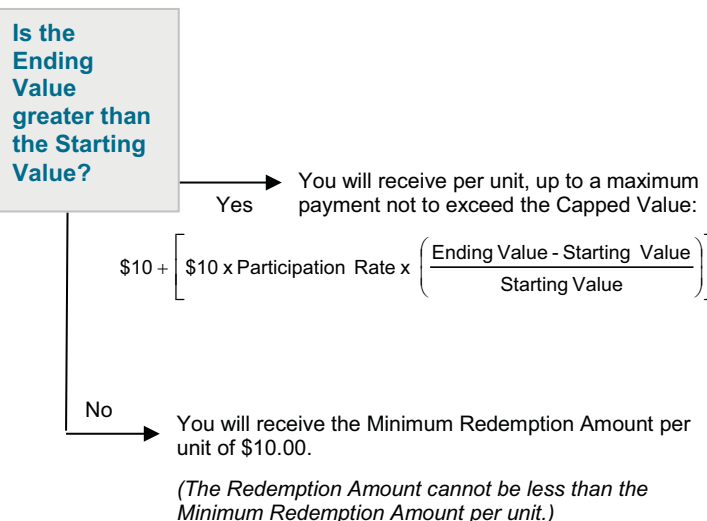 Is the
Ending
Value
greater than
the Starting
Value?
Yes
You will receive per unit, up to a maximum
payment not to exceed the Capped Value:
$10 + [ $10 x Participation Rate x ( Ending Value - Starting Value
Starting Value ) ]
No
You will receive the Minimum Redemption Amount per
unit of $10.00.
(The Redemption Amount cannot be less than the
Minimum Redemption Amount per unit.)